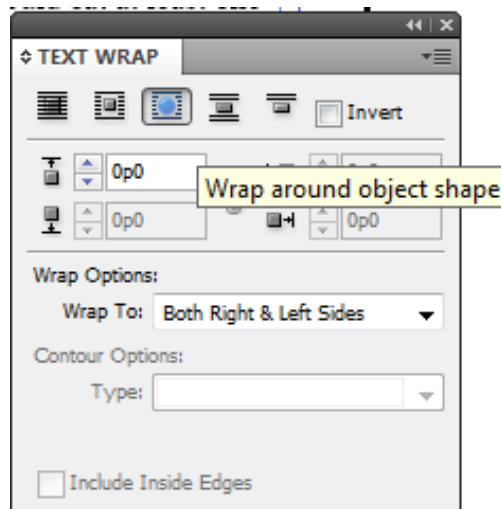 TEXT WRAP
Invert
0p0
Wrap around object shape
0p0
0p0
Wrap Options:
Wrap To: Both Right & Left Sides
Contour Options:
Type:
Include Inside Edges